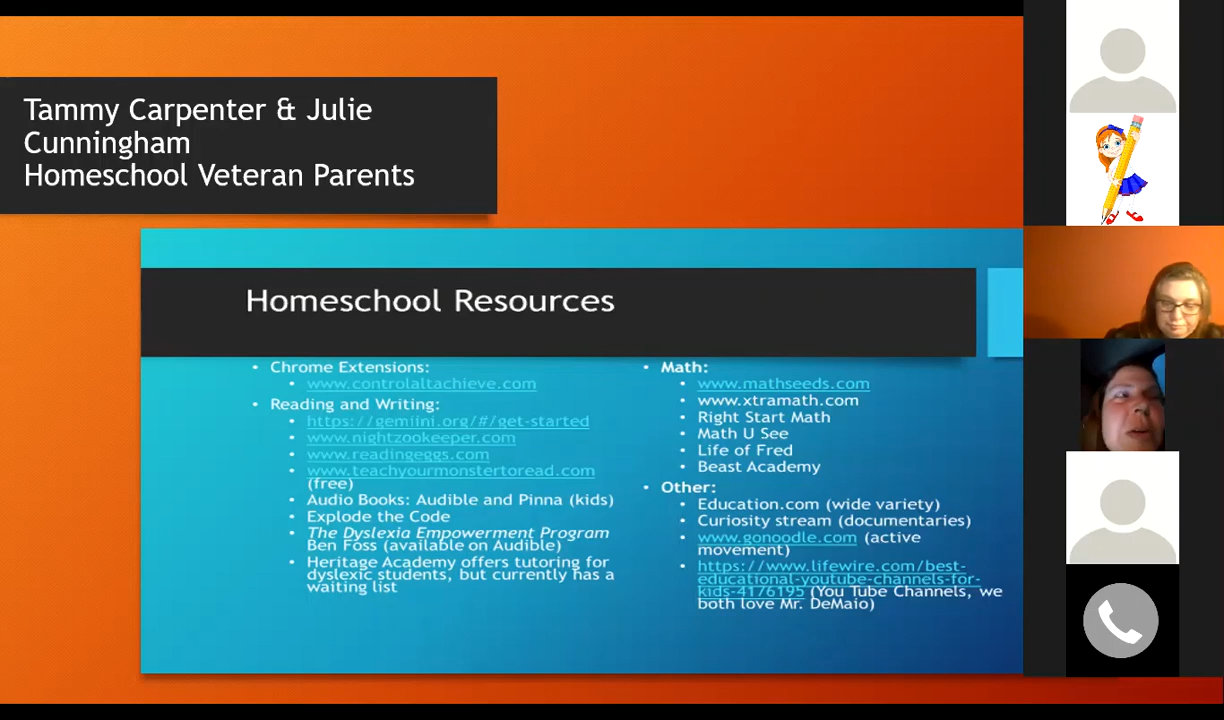 Tammy Carpenter & Julie
Cunningham
Homeschool Veteran Parents
Homeschool Resources
• Chrome Extensions:
• www.controlaltachieve.com
• Reading and Writing:
• https://gemiini.org/#/get-started
• www.nightzookeeper.com
• www.readingeggs.com
• www.teachyourmonstertoread.com
(free)
• Audio Books: Audible and Pinna (kids)
• Explode the Code
• The Dyslexia Empowerment Program
Ben Foss (available on Audible)
• Heritage Academy offers tutoring for
dyslexic students, but currently has a
waiting list
• Math:
• www.mathseeds.com
• www.xtramath.com
• Right Start Math
• Math U See
• Life of Fred
• Beast Academy
• Other:
• Education.com (wide variety)
• Curiosity stream (documentaries)
• www.gonoodle.com (active
movement)
• https://www.lifewire.com/best-
educational-youtube-channels-for-
kids-4176195 (You Tube Channels, we
both love Mr. DeMaio)